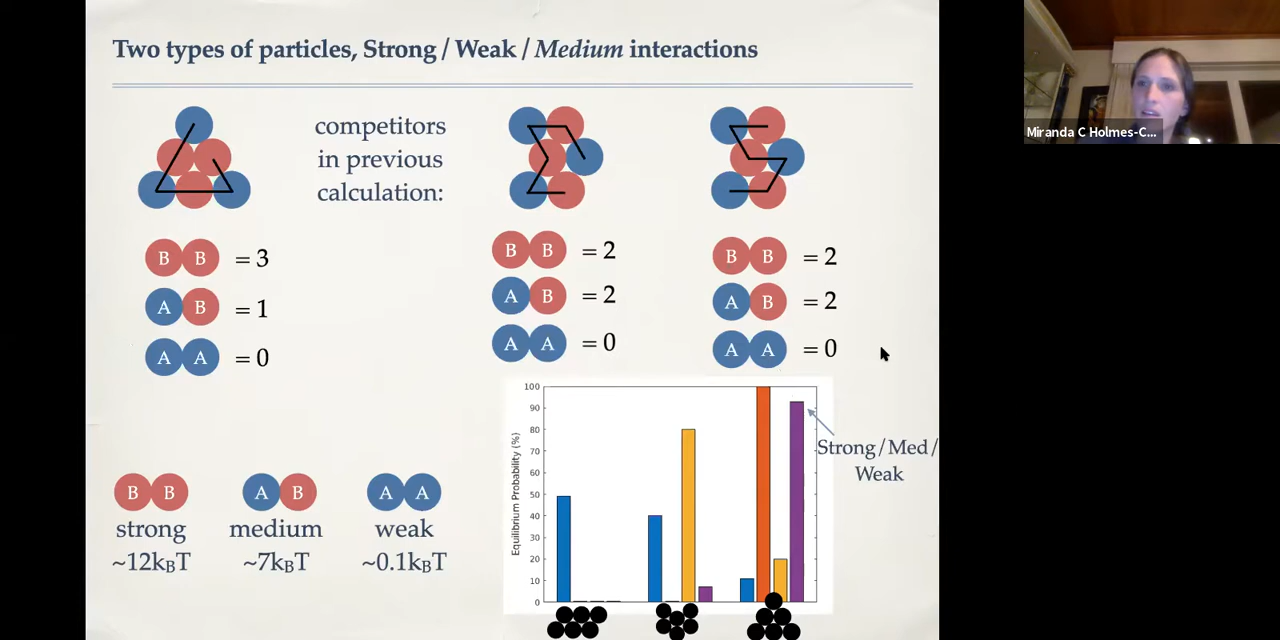 Two types of particles, Strong / Weak / Medium interactions
Miranda C Holmes-C...
competitors
in previous
calculation:
B B = 3
A B = 1
A A = 0
B B = 2
A B = 2
A A = 0
B B = 2
A B = 2
A A = 0
B B
strong
~12kBT
A B
medium
~7kBT
A A
weak
~0.1kBT
Equilibrium Probability (%)
100
90
80
70
60
50
40
30
20
10
0
Strong / Med /
Weak